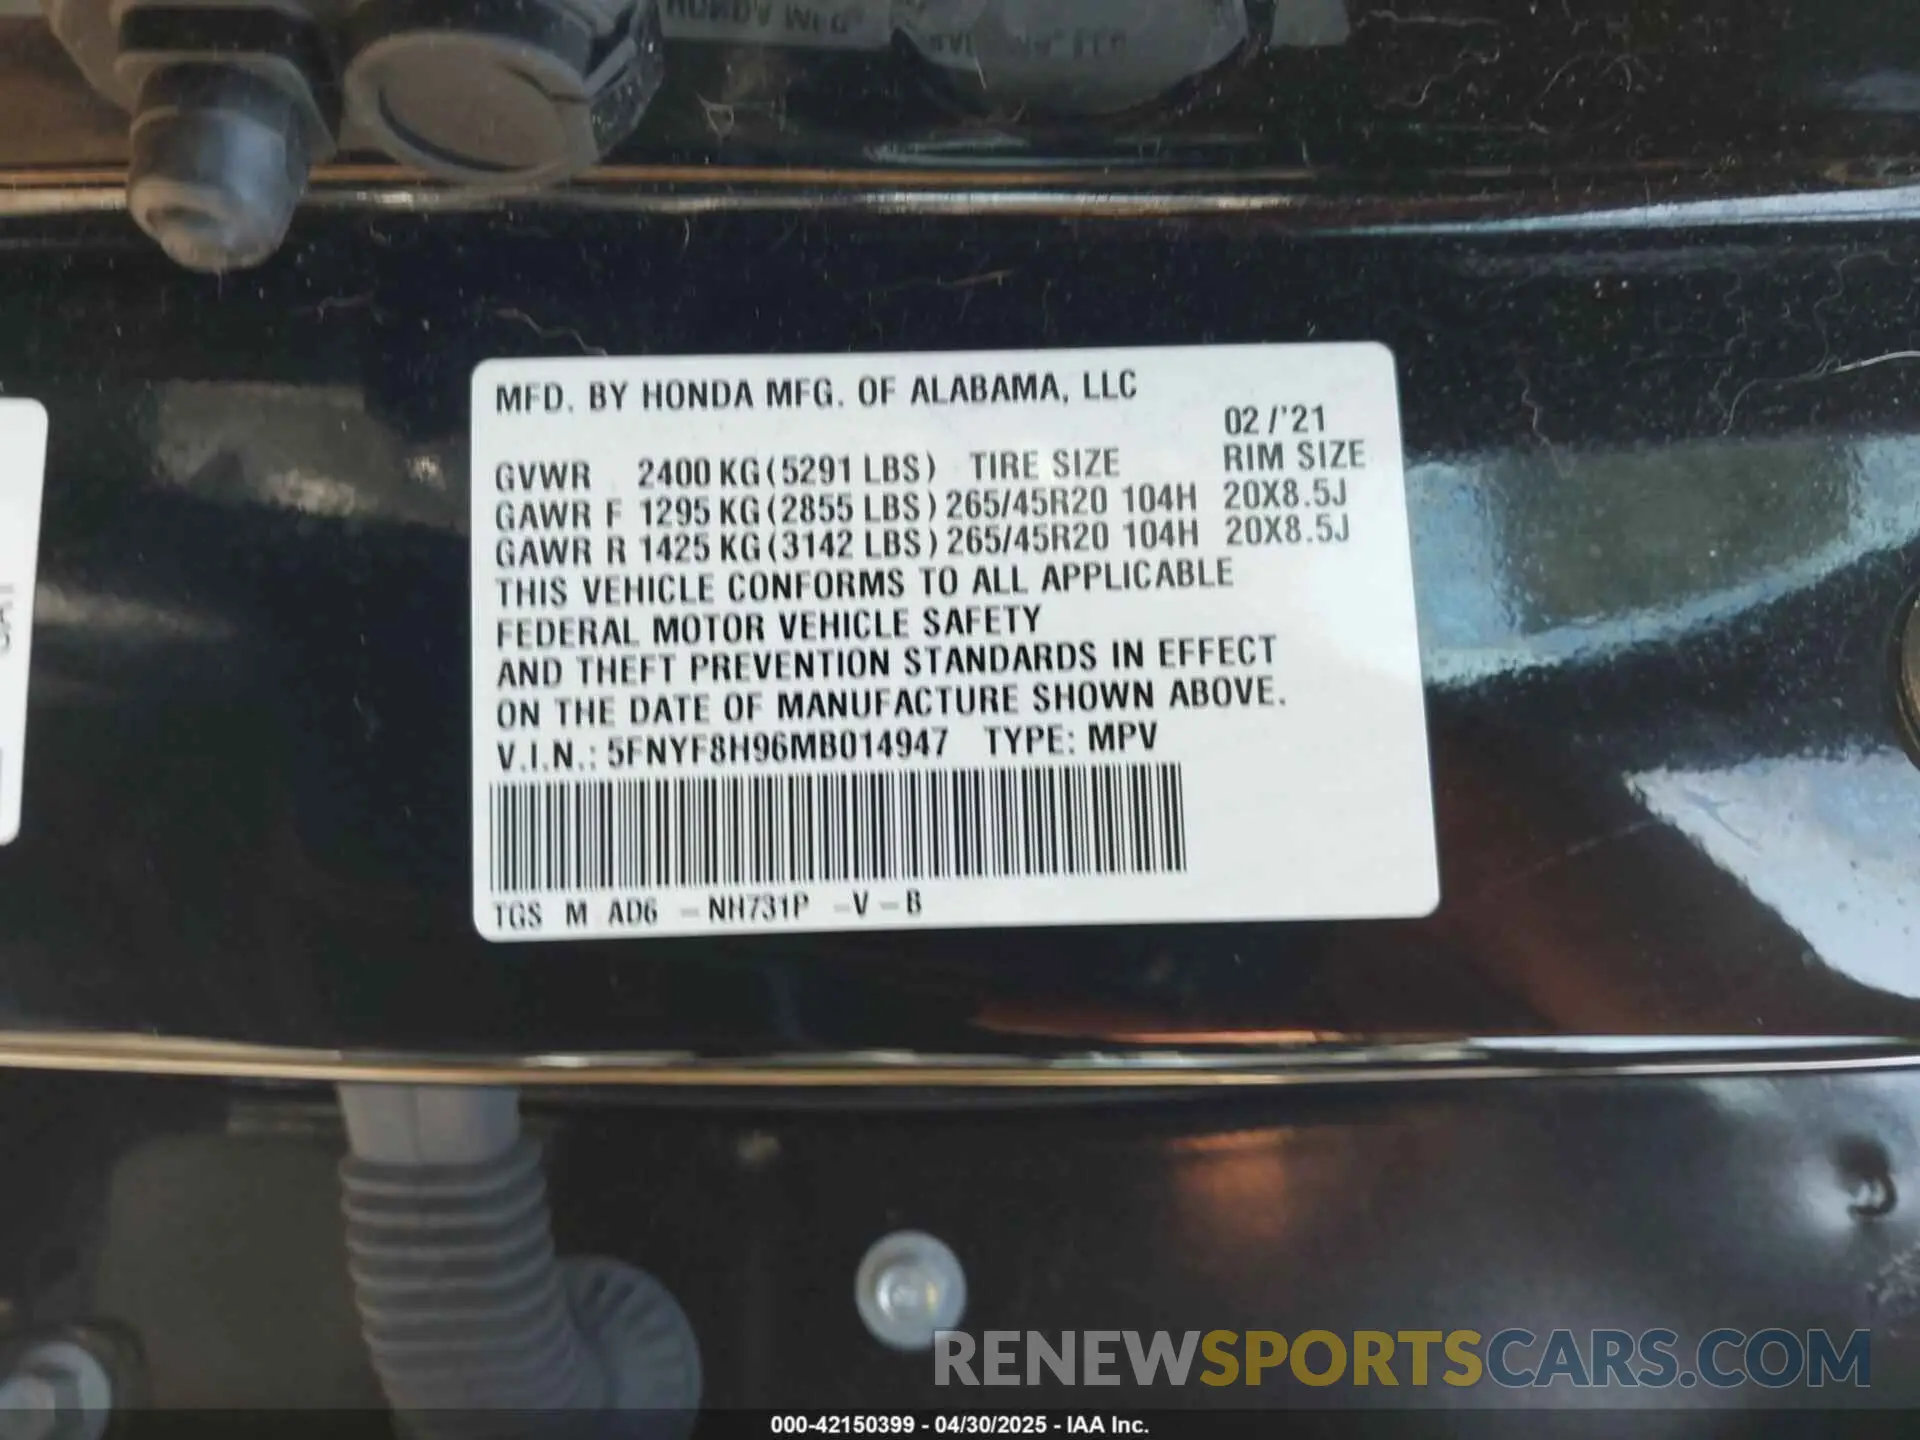 MFD. BY HONDA MFG. OF ALABAMA, LLC
02 /'21
GVWR 2400 KG (5291 LBS) TIRE SIZE RIM SIZE
GAWR F 1295 KG (2855 LBS) 265/45R20 104H 20X8.5J
GAWR R 1425 KG (3142 LBS) 265/45R20 104H 20X8.5J
THIS VEHICLE CONFORMS TO ALL APPLICABLE
FEDERAL MOTOR VEHICLE SAFETY
AND THEFT PREVENTION STANDARDS IN EFFECT
ON THE DATE OF MANUFACTURE SHOWN ABOVE.
V.I.N.: 5FNYF8H96MB014947 TYPE: MPV
TGS M AD6 – NH731P – V – B
RENEWSPORTSCARS.COM
000-42150399 - 04/30/2025 - IAA Inc.